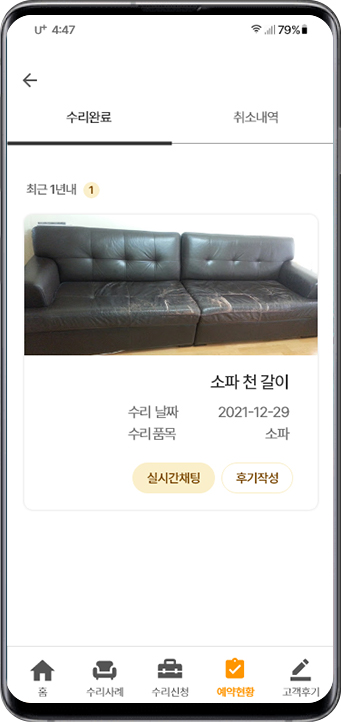 U⁺ 4:47 79%
수리완료 취소내역
최근 1년내 1
소파 천 갈이
수리 날짜 2021-12-29
수리품목 소파
실시간채팅 후기작성
홈 수리사례 수리신청 예약현황 고객후기